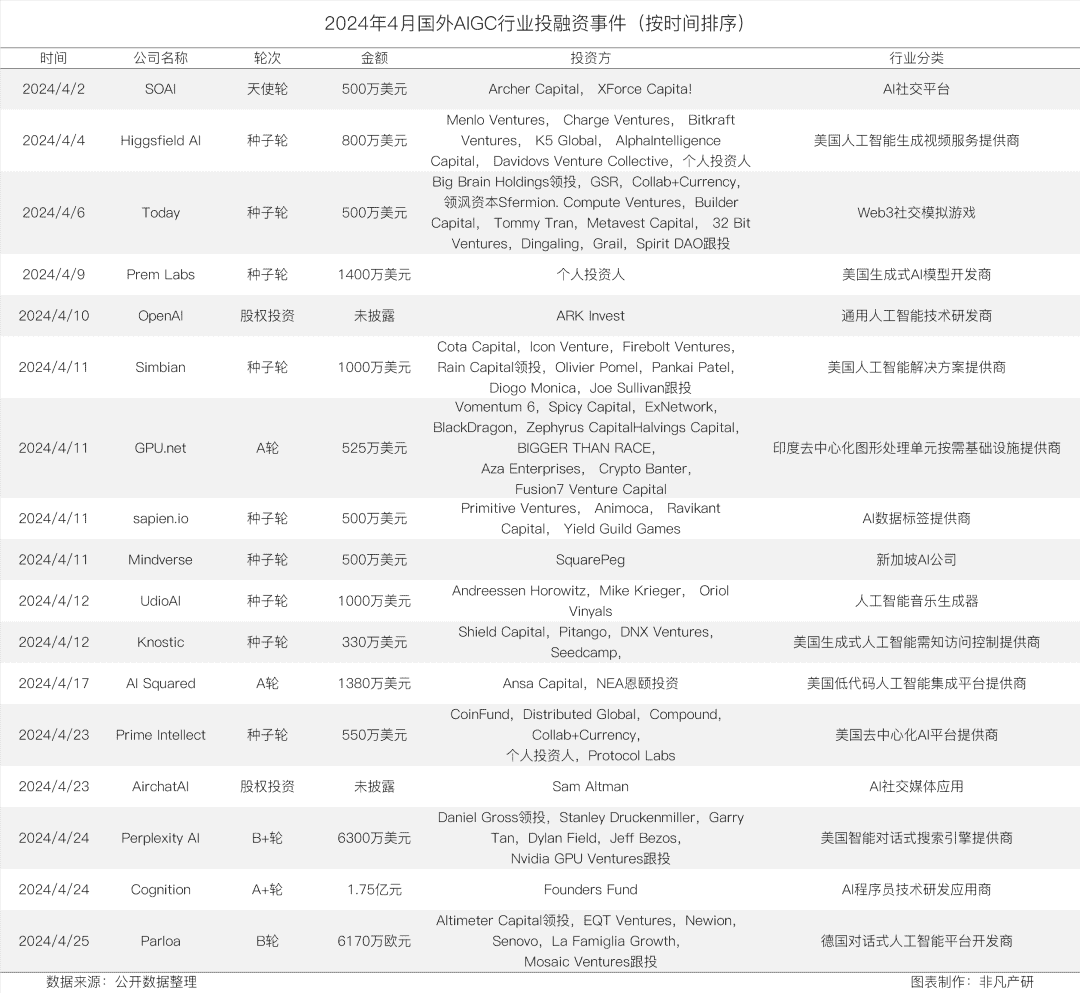 2024年4月国外AIGC行业投融资事件（按时间排序）
时间 公司名称 轮次 金额 投资方 行业分类
2024/4/2 SOAI 天使轮 500万美元 Archer Capital， XForce Capita! AI社交平台
Menlo Ventures， Charge Ventures， Bitkraft
2024/4/4 Higgsfield AI 种子轮 800万美元 Ventures， K5 Global， AlphaIntelligence 美国人工智能生成视频服务提供商
Capital， Davidovs Venture Collective，个人投资人
Big Brain Holdings领投，GSR，Collab+Currency，
领沨资本Sfermion. Compute Ventures，Builder
2024/4/6 Today 种子轮 500万美元 Web3社交模拟游戏
Capital， Tommy Tran，Metavest Capital， 32 Bit
Ventures，Dingaling，Grail，Spirit DAO跟投
2024/4/9 Prem Labs 种子轮 1400万美元 个人投资人 美国生成式AI模型开发商
2024/4/10 OpenAI 股权投资 未披露 ARK Invest 通用人工智能技术研发商
Cota Capital，Icon Venture，Firebolt Ventures，
2024/4/11 Simbian 种子轮 1000万美元 Rain Capital领投，Olivier Pomel，Pankai Patel， 美国人工智能解决方案提供商
Diogo Monica，Joe Sullivan跟投
Vomentum 6，Spicy Capital，ExNetwork，
BlackDragon，Zephyrus CapitalHalvings Capital，
2024/4/11 GPU.net A轮 525万美元 BIGGER THAN RACE， 印度去中心化图形处理单元按需基础设施提供商
Aza Enterprises， Crypto Banter，
Fusion7 Venture Capital
Primitive Ventures， Animoca， Ravikant
2024/4/11 sapien.io 种子轮 500万美元 AI数据标签提供商
Capital， Yield Guild Games
2024/4/11 Mindverse 种子轮 500万美元 SquarePeg 新加坡AI公司
Andreessen Horowitz，Mike Krieger， Oriol
2024/4/12 UdioAI 种子轮 1000万美元 人工智能音乐生成器
Vinyals
Shield Capital，Pitango，DNX Ventures，
2024/4/12 Knostic 种子轮 330万美元 美国生成式人工智能需知访问控制提供商
Seedcamp，
2024/4/17 AI Squared A轮 1380万美元 Ansa Capital，NEA恩颐投资 美国低代码人工智能集成平台提供商
CoinFund，Distributed Global，Compound，
2024/4/23 Prime Intellect 种子轮 550万美元 Collab+Currency， 美国去中心化AI平台提供商
个人投资人，Protocol Labs
2024/4/23 AirchatAI 股权投资 未披露 Sam Altman AI社交媒体应用
Daniel Gross领投，Stanley Druckenmiller，Garry
2024/4/24 Perplexity AI B+轮 6300万美元 Tan，Dylan Field，Jeff Bezos， 美国智能对话式搜索引擎提供商
Nvidia GPU Ventures跟投
2024/4/24 Cognition A+轮 1.75亿元 Founders Fund AI程序员技术研发应用商
Altimeter Capital领投，EQT Ventures，Newion，
2024/4/25 Parloa B轮 6170万欧元 Senovo，La Famiglia Growth， 德国对话式人工智能平台开发商
Mosaic Ventures跟投
数据来源：公开数据整理 图表制作：非凡产研